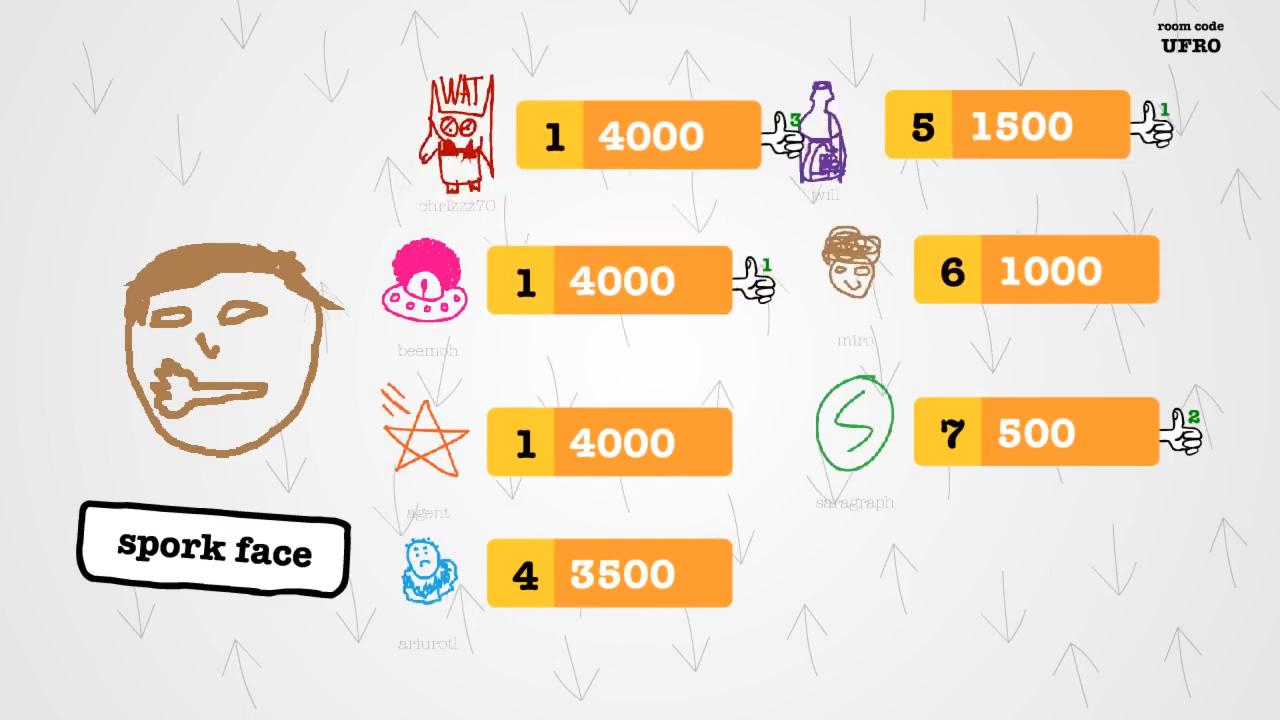 room code
UFRO
WAT
1 4000
3
chrizzz70
5 1500
1
will
1 4000
1
beemoh
6 1000
miro
1 4000
agent
7 500
2
S
saragraph
4 3500
ariurotl
spork face